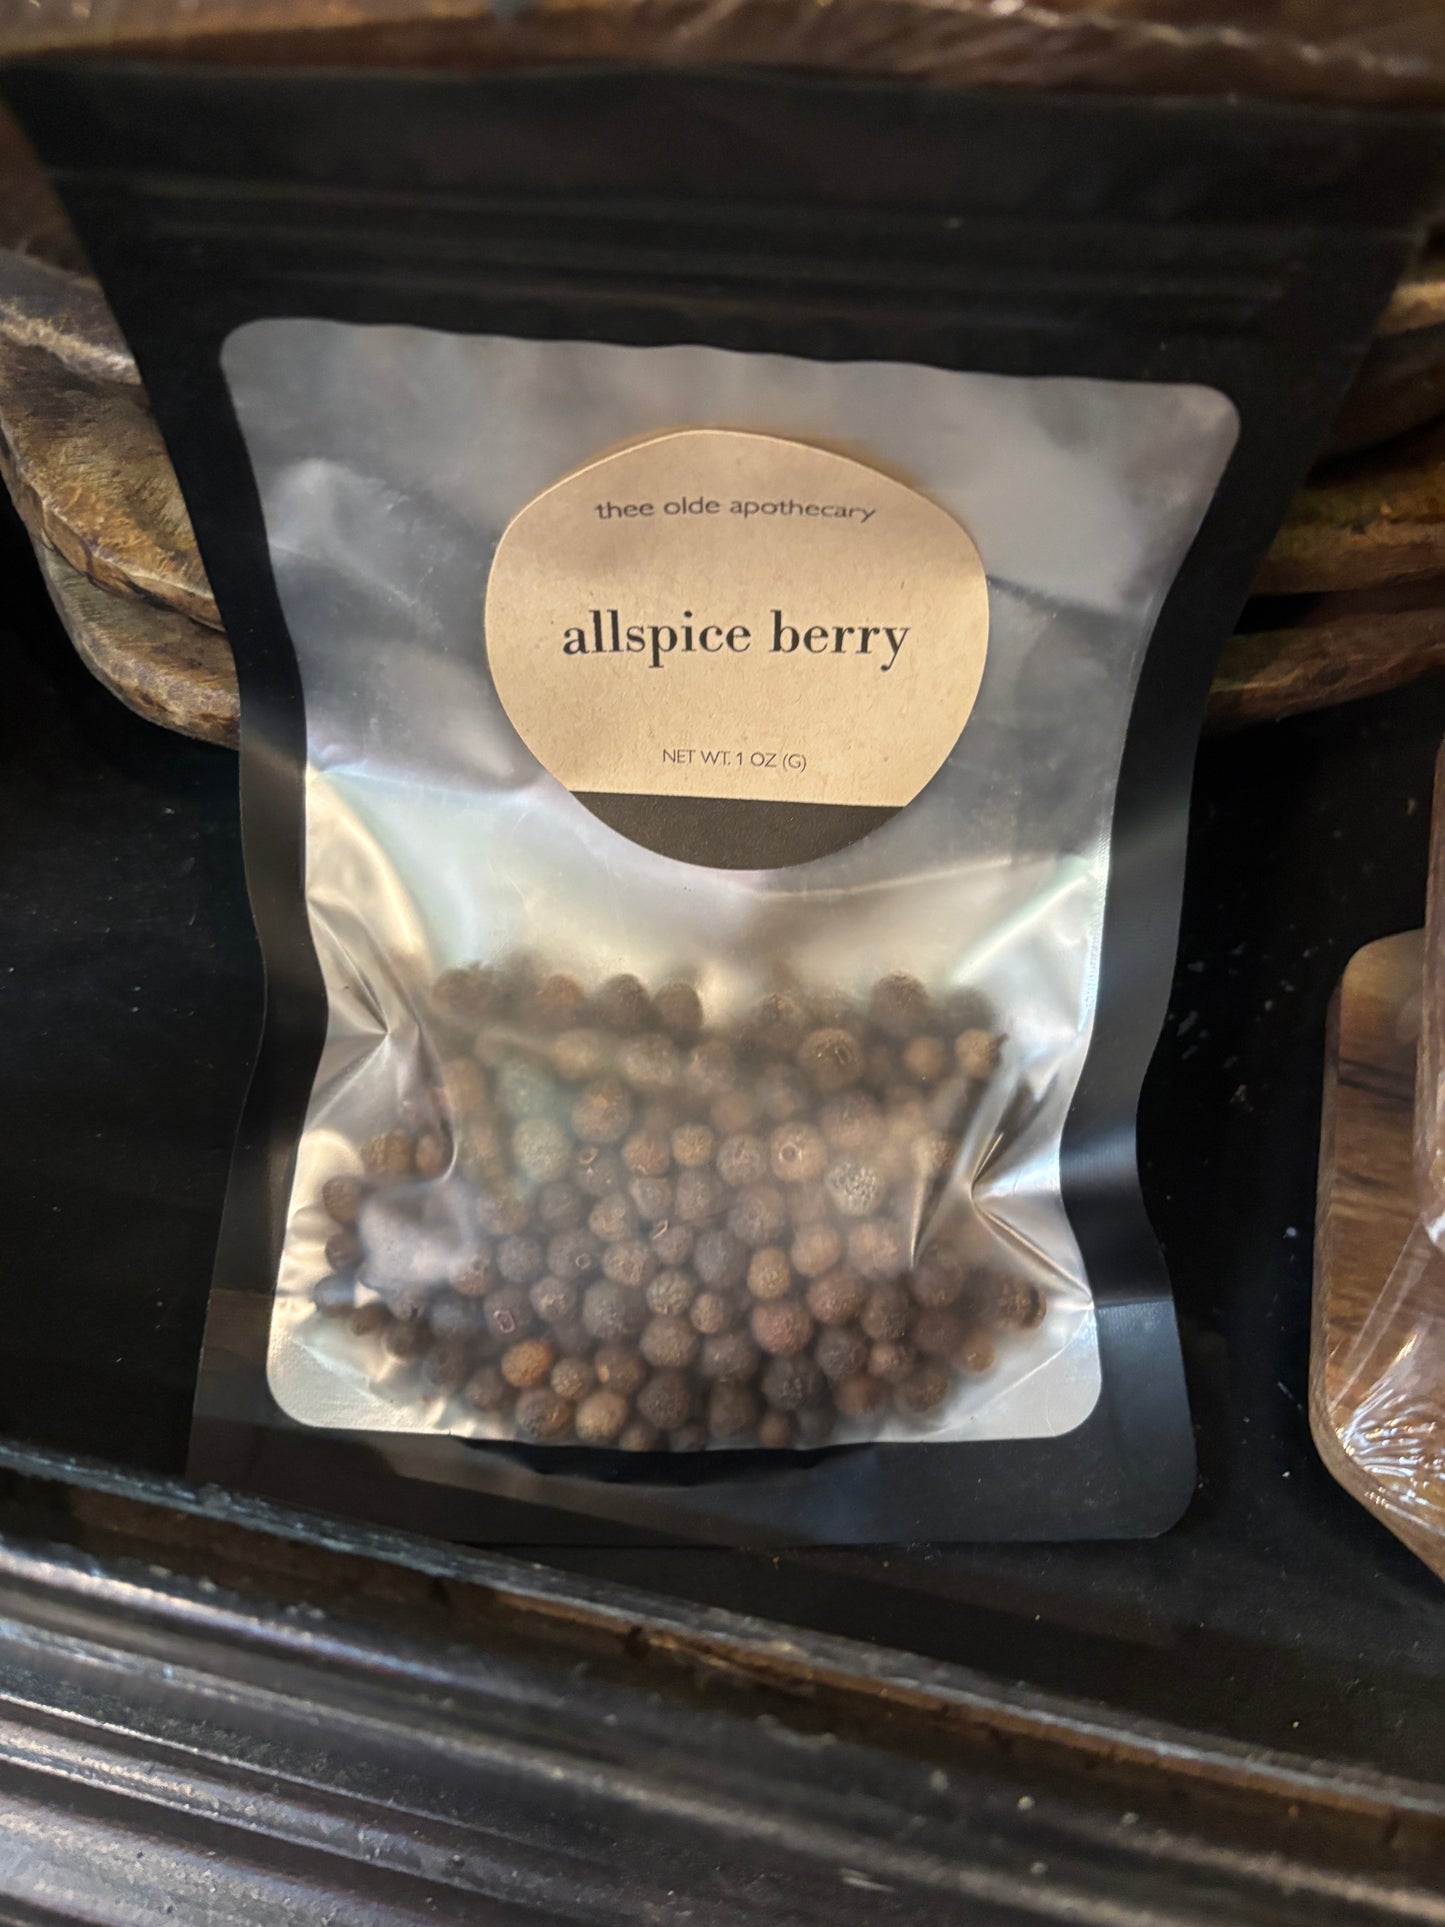 thee olde apothecary
allspice berry
NET WT. 1 OZ (G)